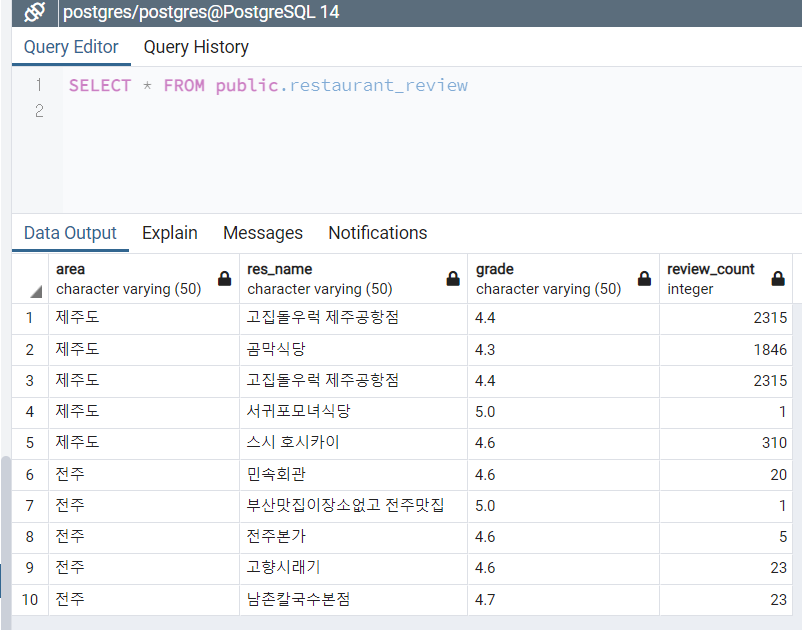 postgres/postgres@PostgreSQL 14
Query Editor Query History
1 SELECT * FROM public.restaurant_review
2
Data Output Explain Messages Notifications
area res_name grade review_count
character varying (50) character varying (50) character varying (50) integer
1 제주도 고집돌우럭 제주공항점 4.4 2315
2 제주도 곰막식당 4.3 1846
3 제주도 고집돌우럭 제주공항점 4.4 2315
4 제주도 서귀포모녀식당 5.0 1
5 제주도 스시 호시카이 4.6 310
6 전주 민속회관 4.6 20
7 전주 부산맛집이장소없고 전주맛집 5.0 1
8 전주 전주본가 4.6 5
9 전주 고향시래기 4.6 23
10 전주 남촌칼국수본점 4.7 23